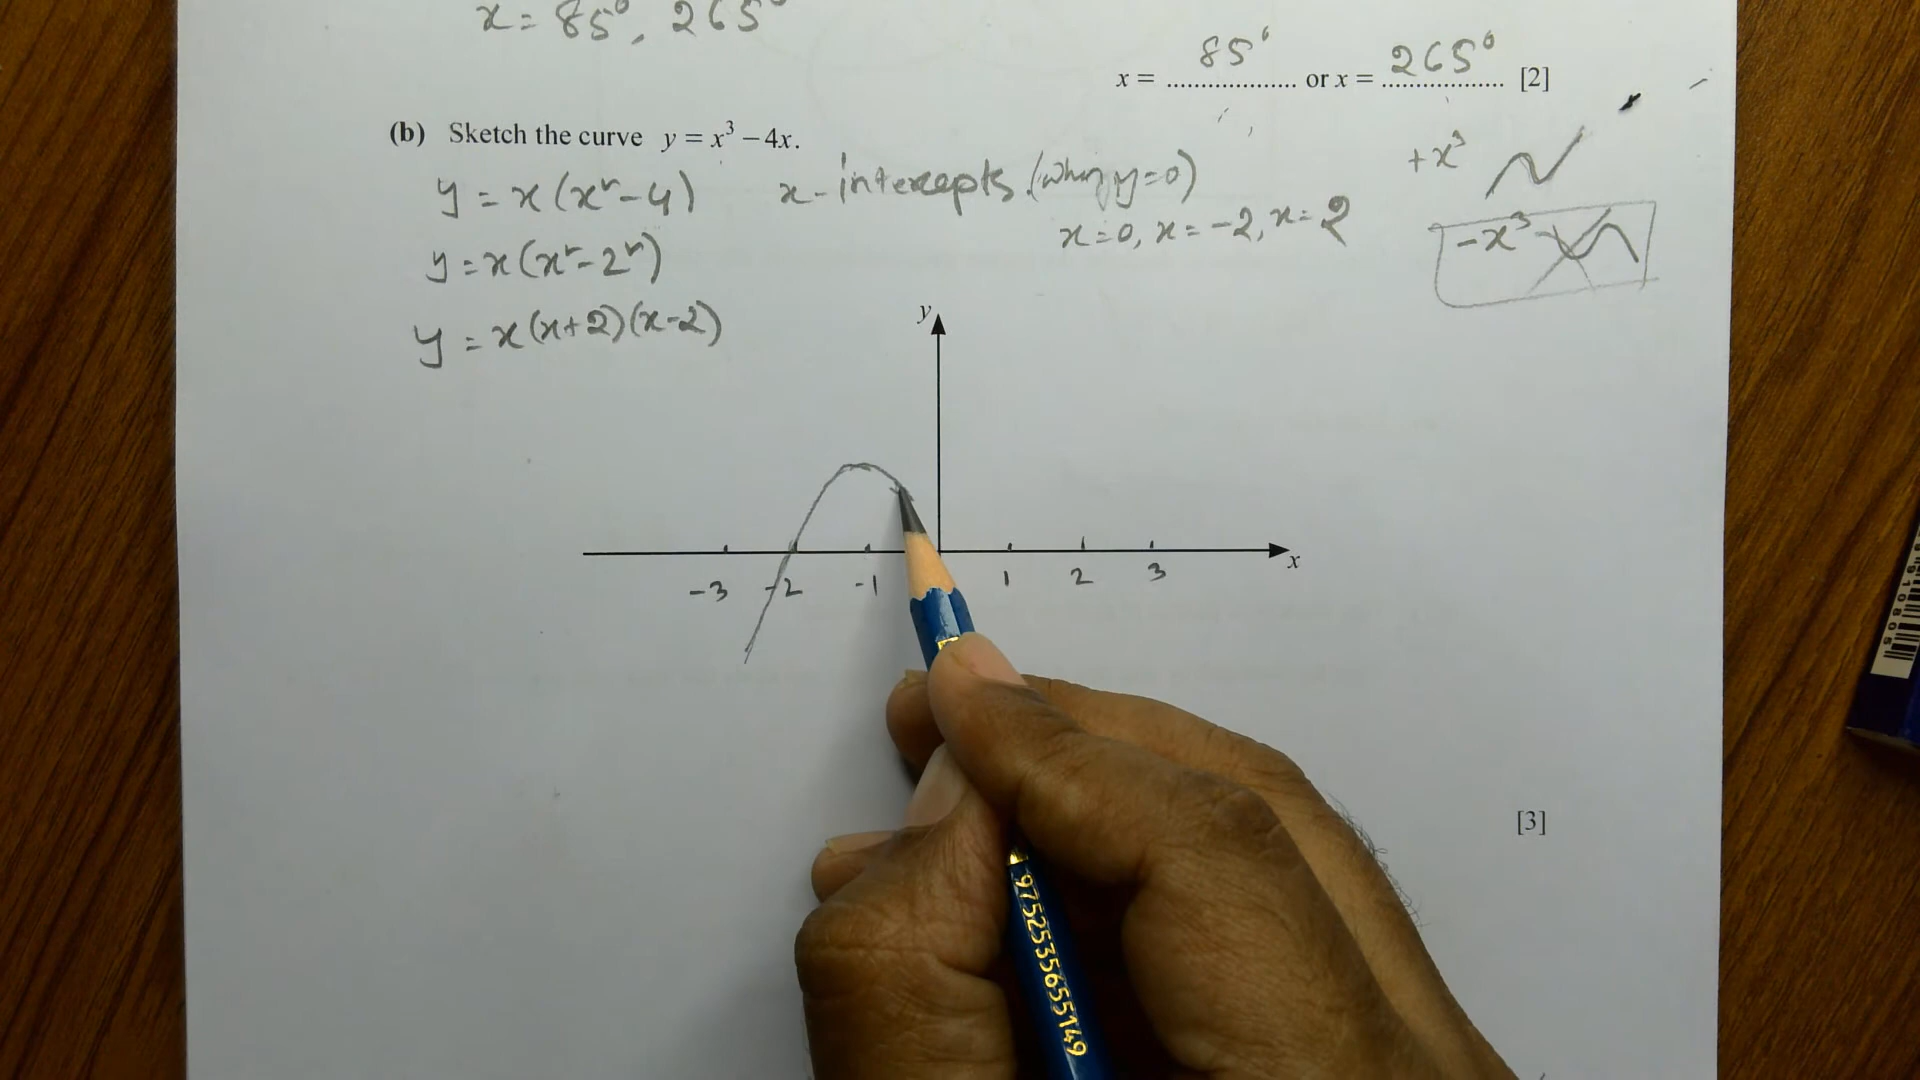 x = 85°, 265°
x = 85° or x = 265° [2]
(b) Sketch the curve y = x³ – 4x.
y = x(x² - 4)
x-intercepts (when y=0)
x=0, x=-2, x=2
+x³
-x³
y = x(x² - 2²)
y = x(x+2)(x-2)
y
x
-3 -2 -1 1 2 3
[3]
9752535655149